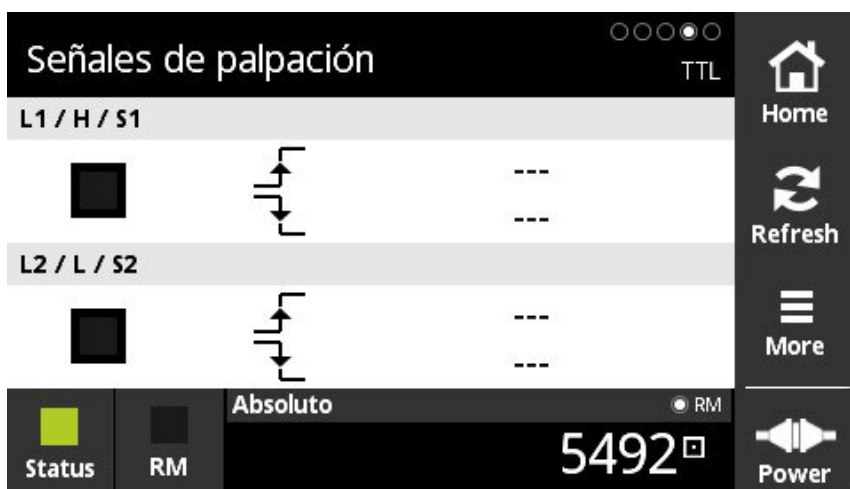 Señales de palpación
TTL
L1 / H / S1
---
---
L2 / L / S2
---
---
Status
RM
Absoluto
RM
5492
Home
Refresh
More
Power